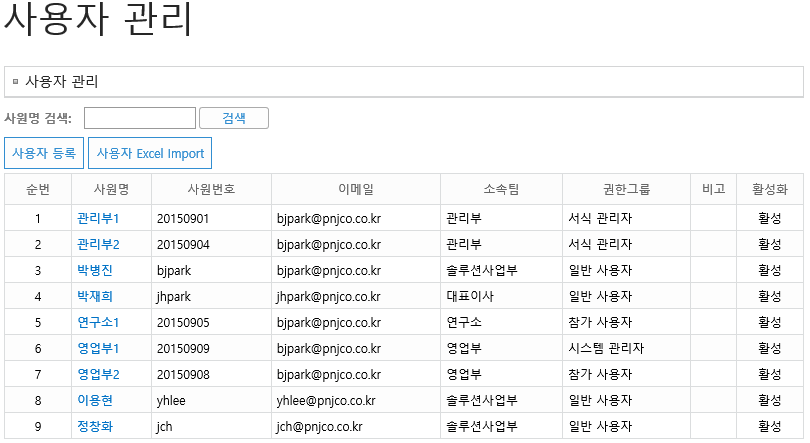 사용자 관리
사용자 관리
사원명 검색: 검색
사용자 등록 사용자 Excel Import
순번 사원명 사원번호 이메일 소속팀 권한그룹 비고 활성화
1 관리부1 20150901 bjpark@pnjco.co.kr 관리부 서식 관리자 활성
2 관리부2 20150904 bjpark@pnjco.co.kr 관리부 서식 관리자 활성
3 박병진 bjpark bjpark@pnjco.co.kr 솔루션사업부 일반 사용자 활성
4 박재희 jhpark jhpark@pnjco.co.kr 대표이사 일반 사용자 활성
5 연구소1 20150905 bjpark@pnjco.co.kr 연구소 참가 사용자 활성
6 영업부1 20150909 bjpark@pnjco.co.kr 영업부 시스템 관리자 활성
7 영업부2 20150908 bjpark@pnjco.co.kr 영업부 참가 사용자 활성
8 이용현 yhlee yhlee@pnjco.co.kr 솔루션사업부 일반 사용자 활성
9 정창화 jch jch@pnjco.co.kr 솔루션사업부 일반 사용자 활성